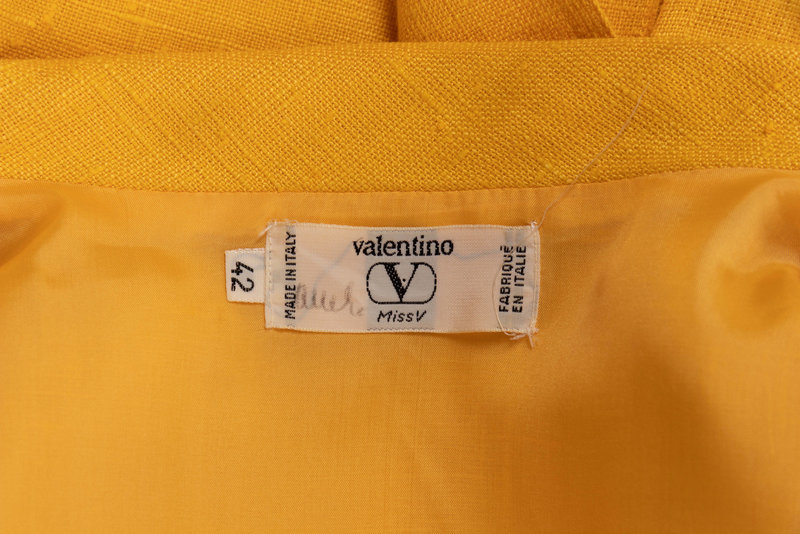 42
MADE IN ITALY
valentino
V
MissV
FABRIQUÉ
EN ITALIE